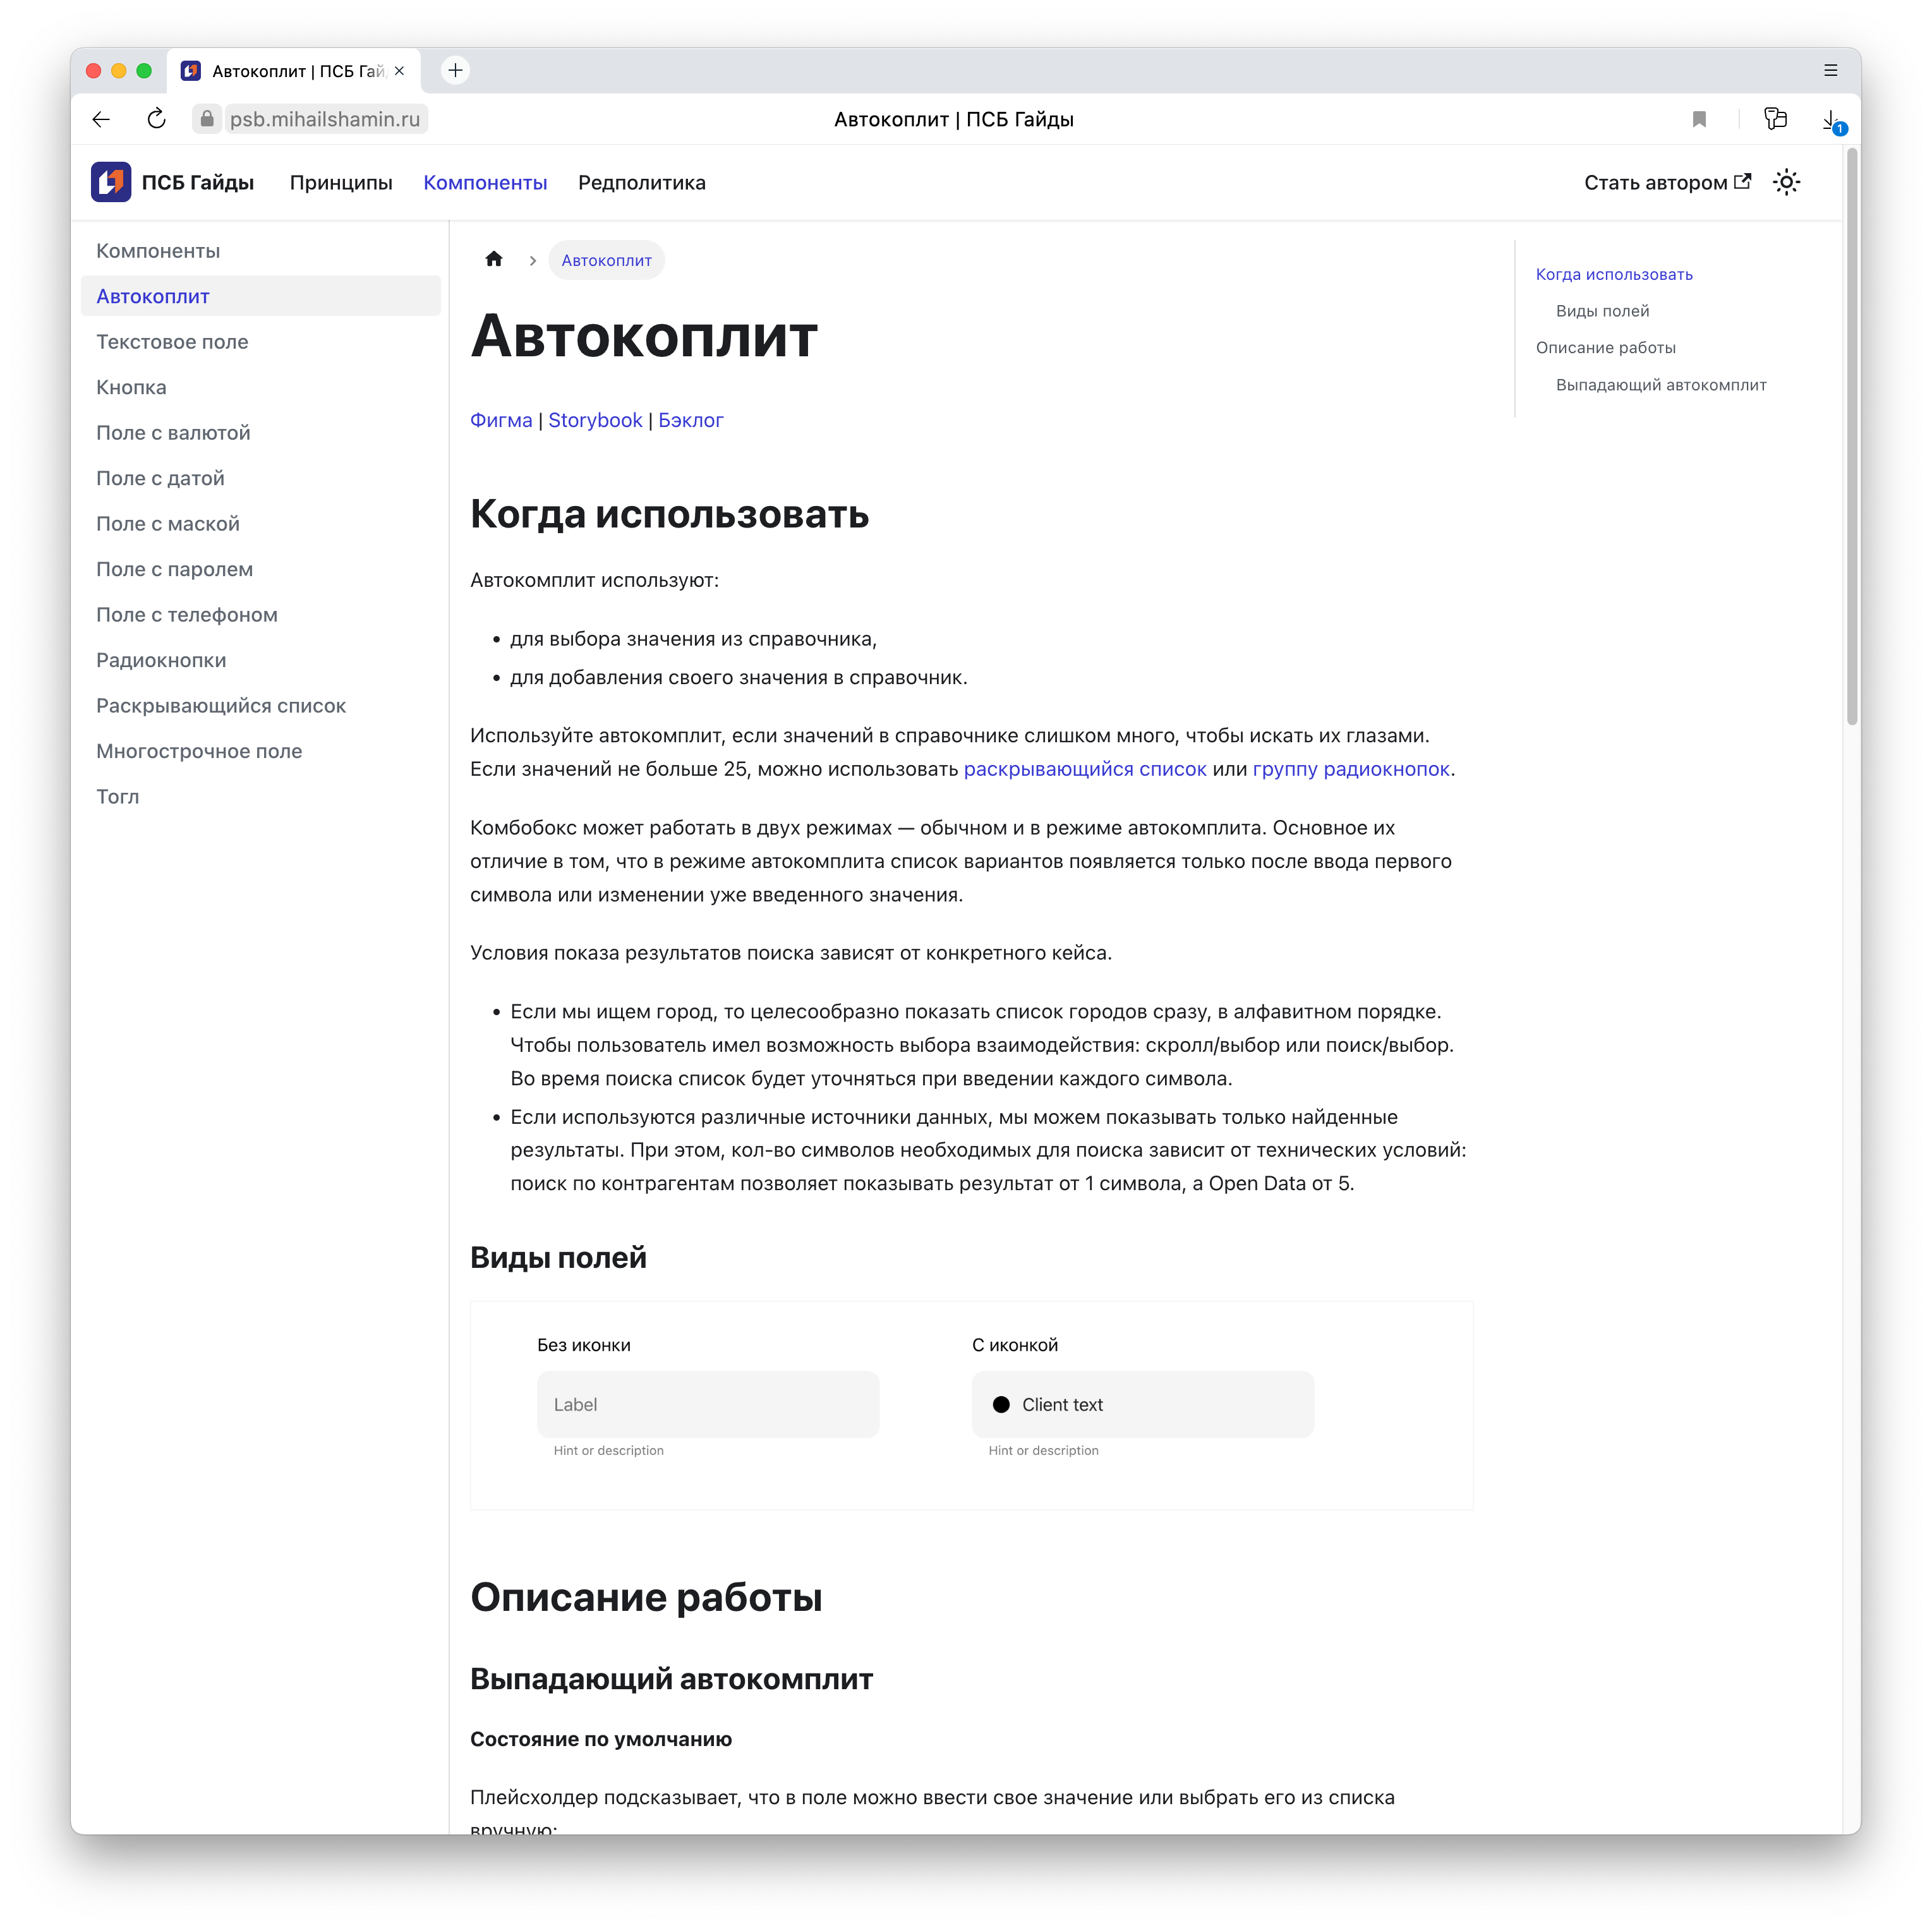 Автокоплит | ПСБ Гай
psb.mihailshamin.ru
Автокоплит | ПСБ Гайды
1
ПСБ Гайды
Принципы
Компоненты
Редполитика
Стать автором
Компоненты
Автокоплит
Текстовое поле
Кнопка
Поле с валютой
Поле с датой
Поле с маской
Поле с паролем
Поле с телефоном
Радиокнопки
Раскрывающийся список
Многострочное поле
Тогл
Автокоплит
Автокоплит
Фигма | Storybook | Бэклог
Когда использовать
Автокомплит используют:
• для выбора значения из справочника,
• для добавления своего значения в справочник.
Используйте автокомплит, если значений в справочнике слишком много, чтобы искать их глазами.
Если значений не больше 25, можно использовать раскрывающийся список или группу радиокнопок.
Комбобокс может работать в двух режимах — обычном и в режиме автокомплита. Основное их
отличие в том, что в режиме автокомплита список вариантов появляется только после ввода первого
символа или изменении уже введенного значения.
Условия показа результатов поиска зависят от конкретного кейса.
• Если мы ищем город, то целесообразно показать список городов сразу, в алфавитном порядке.
Чтобы пользователь имел возможность выбора взаимодействия: скролл/выбор или поиск/выбор.
Во время поиска список будет уточняться при введении каждого символа.
• Если используются различные источники данных, мы можем показывать только найденные
результаты. При этом, кол-во символов необходимых для поиска зависит от технических условий:
поиск по контрагентам позволяет показывать результат от 1 символа, а Open Data от 5.
Виды полей
Без иконки
Label
Hint or description
С иконкой
Client text
Hint or description
Описание работы
Выпадающий автокомплит
Состояние по умолчанию
Плейсхолдер подсказывает, что в поле можно ввести свое значение или выбрать его из списка
вручную:
Когда использовать
Виды полей
Описание работы
Выпадающий автокомплит